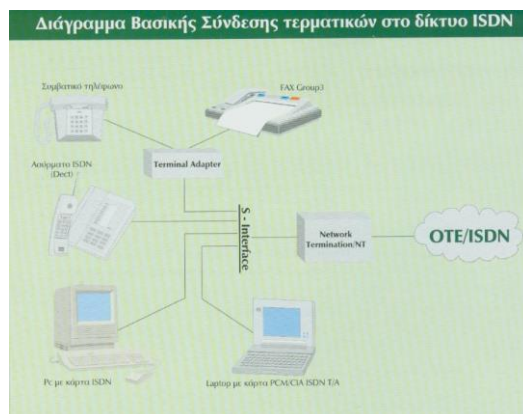 Διάγραμμα Βασικής Σύνδεσης τερματικών στο δίκτυο ISDN
Συμβατικό τηλέφωνο
FAX Group3
Terminal Adapter
Ασύρματο ISDN
(Dect)
S - Interface
Network
Termination/NT
OTE/ISDN
Pc με κάρτα ISDN
Laptop με κάρτα PCM/CIA ISDN T/A